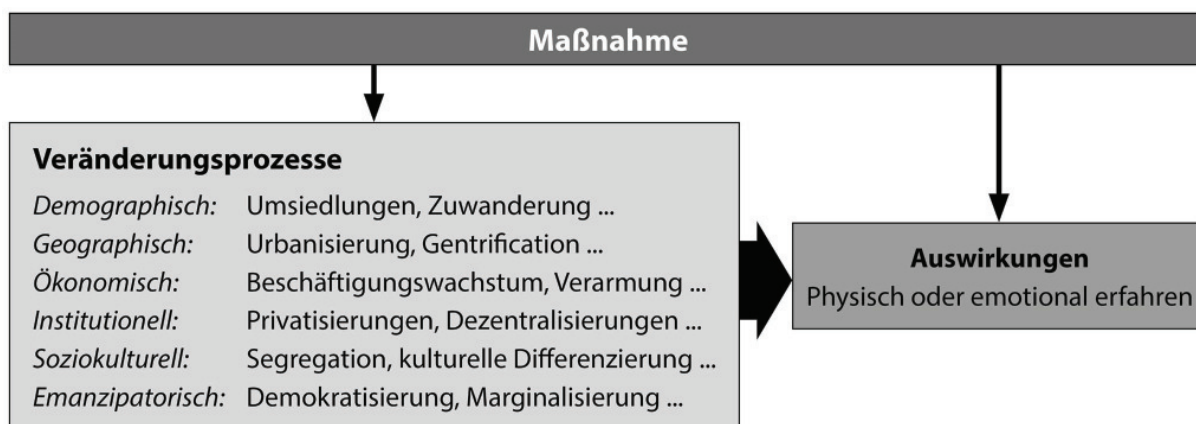 Maßnahme
Veränderungsprozesse
Demographisch: Umsiedlungen, Zuwanderung ...
Geographisch: Urbanisierung, Gentrification ...
Ökonomisch: Beschäftigungswachstum, Verarmung ...
Institutionell: Privatisierungen, Dezentralisierungen ...
Soziokulturell: Segregation, kulturelle Differenzierung ...
Emanzipatorisch: Demokratisierung, Marginalisierung ...
Auswirkungen
Physisch oder emotional erfahren